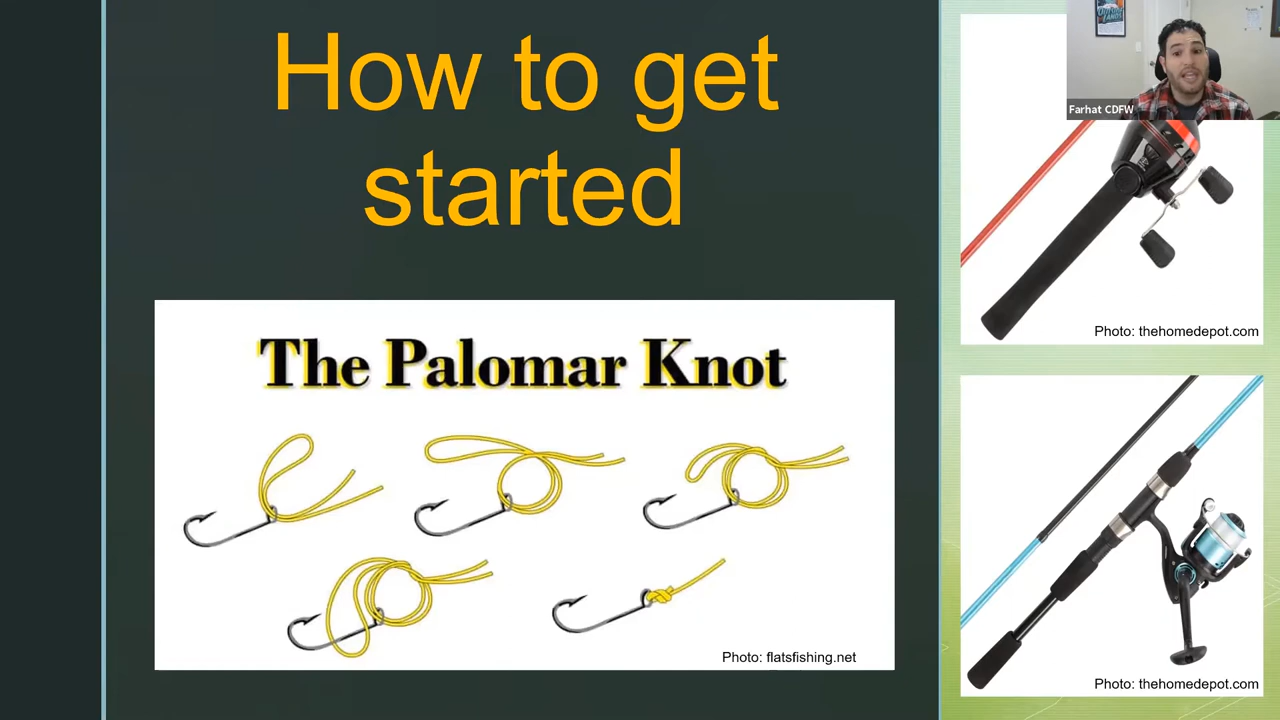 How to get
started
The Palomar Knot
Photo: flatsfishing.net
Farhat CDFW
Photo: thehomedepot.com
Photo: thehomedepot.com